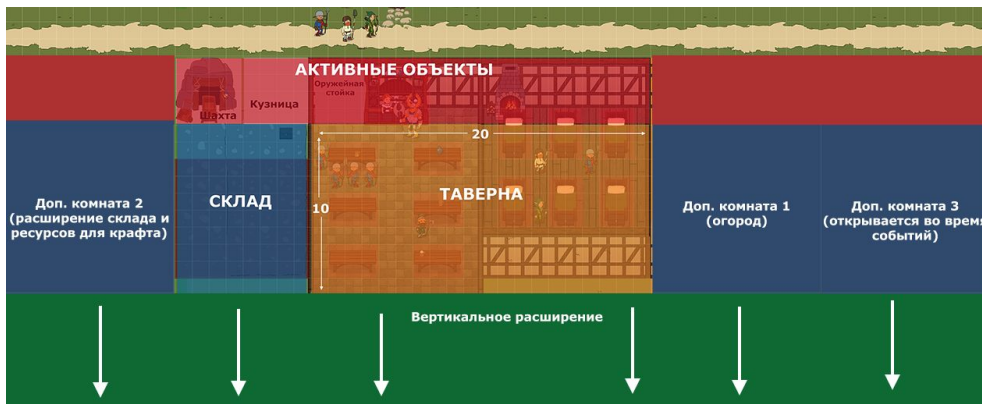 АКТИВНЫЕ ОБЪЕКТЫ
Оружейная
стойка
Шахта
Кузница
20
10
СКЛАД
ТАВЕРНА
Доп. комната 2
(расширение склада и
ресурсов для крафта)
Доп. комната 1
(огород)
Доп. комната 3
(открывается во время
событий)
Вертикальное расширение